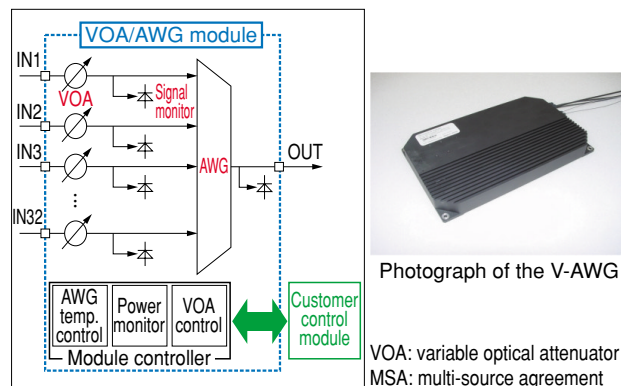 VOA/AWG module
IN1
VOA
Signal
monitor
IN2
IN3
AWG
OUT
...
IN32
AWG
temp.
control
Power
monitor
VOA
control
Module controller
Customer
control
module
Photograph of the V-AWG
VOA: variable optical attenuator
MSA: multi-source agreement